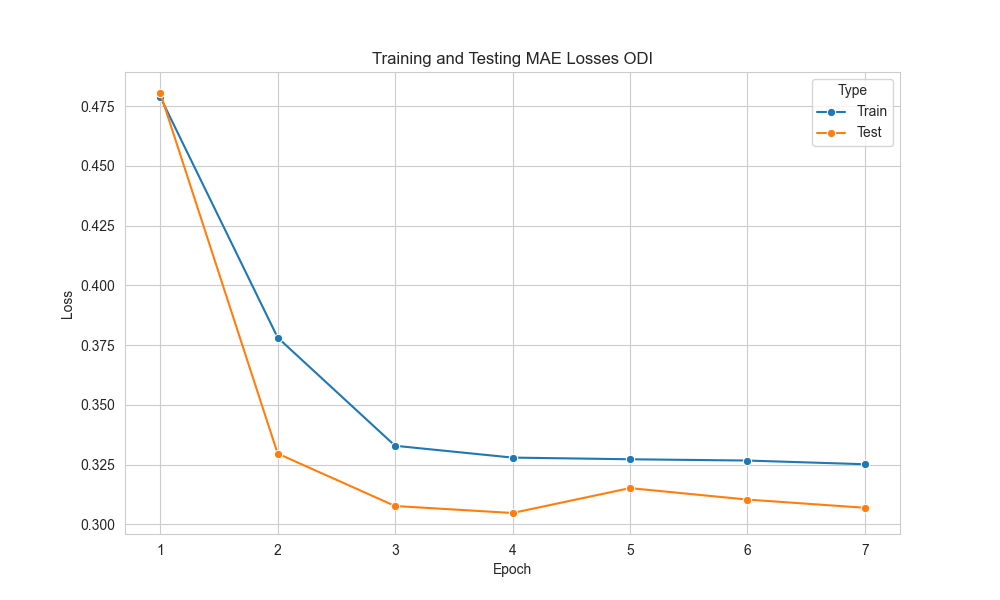 Training and Testing MAE Losses ODI
Type
Train
Test
0.475
0.450
0.425
0.400
0.375
0.350
0.325
0.300
Loss
1 2 3 4 5 6 7
Epoch